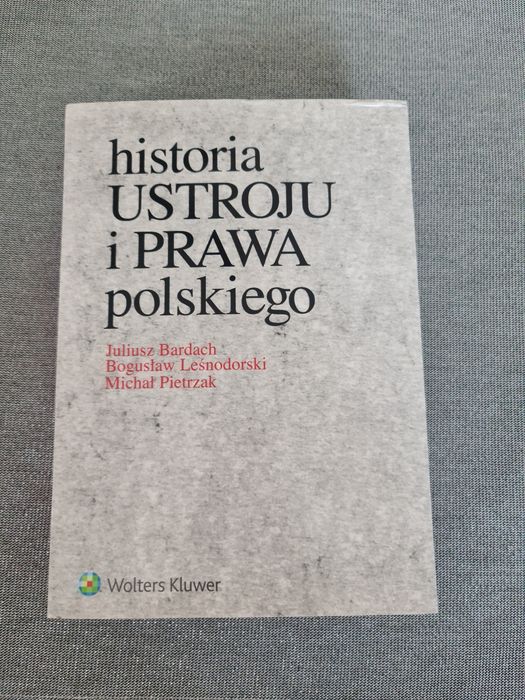 historia
USTROJU
i PRAWA
polskiego
Juliusz Bardach
Bogusław Leśnodorski
Michał Pietrzak
Wolters Kluwer